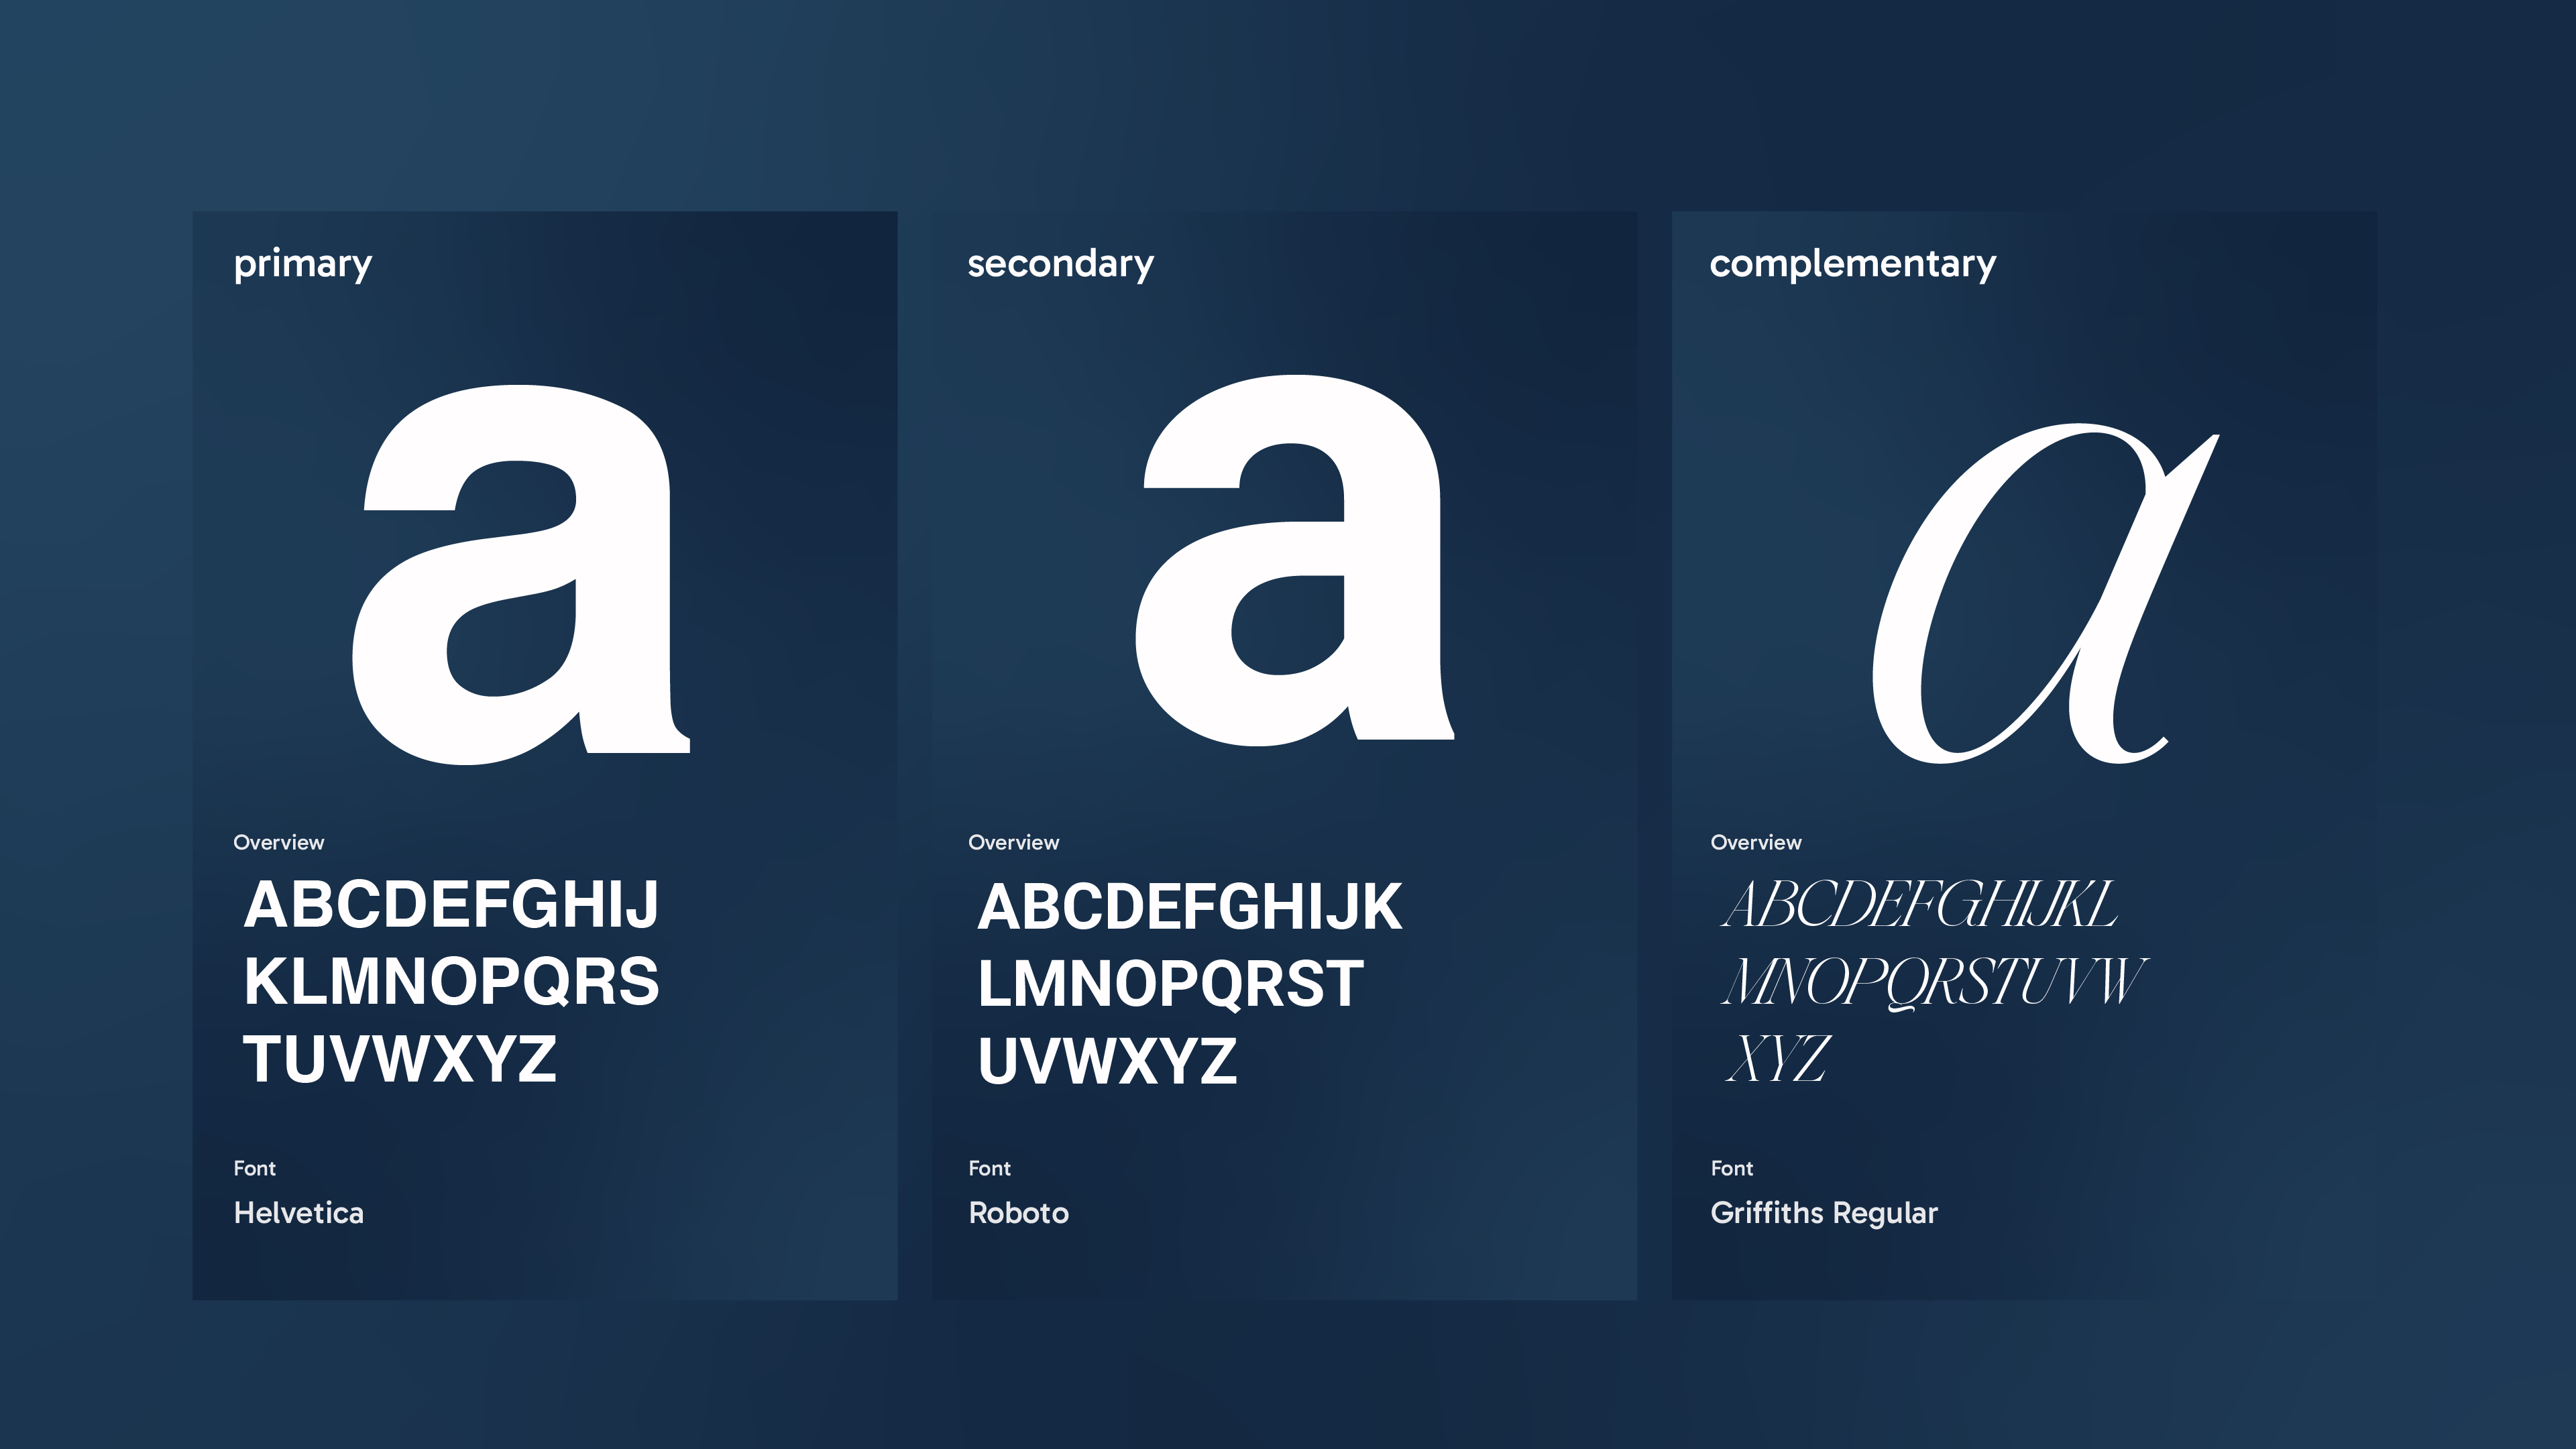 primary
a
Overview
ABCDEFGHIJ
KLMNOPQRS
TUVWXYZ
Font
Helvetica
secondary
a
Overview
ABCDEFGHIJK
LMNOPQRST
UVWXYZ
Font
Roboto
complementary
a
Overview
ABCDEFGHIJKL
MNOPQRSTUVW
XYZ
Font
Griffiths Regular